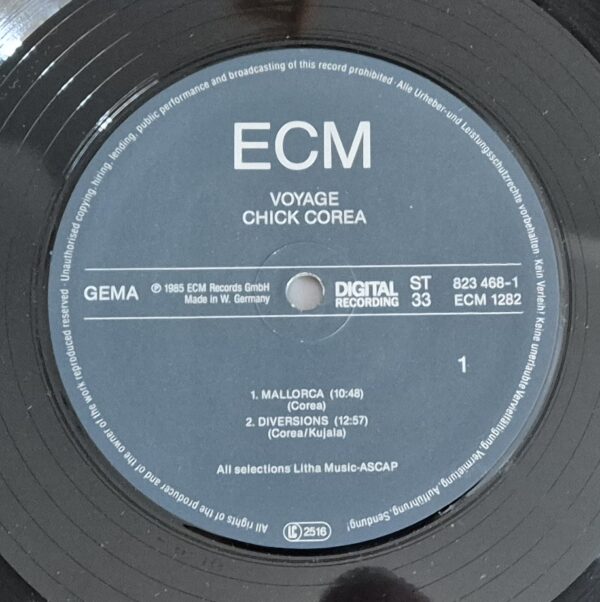 Unauthorised copying, hiring, lending, public performance and broadcasting of this record prohibited · Alle Urheber- und Leistungsschutzrechte vorbehalten · Kein Verleih! Keine unerlaubte Vervielfältigung, Vermietung, Aufführung, Sendung!
ECM
VOYAGE
CHICK COREA
GEMA
℗ 1985 ECM Records GmbH
Made in W. Germany
DIGITAL
RECORDING
ST
33
823 468-1
ECM 1282
1
1. MALLORCA (10:48)
(Corea)
2. DIVERSIONS (12:57)
(Corea/Kujala)
All selections Litha Music-ASCAP
All rights of the producer and of the owner of the work reproduced reserved ·
LC 2516